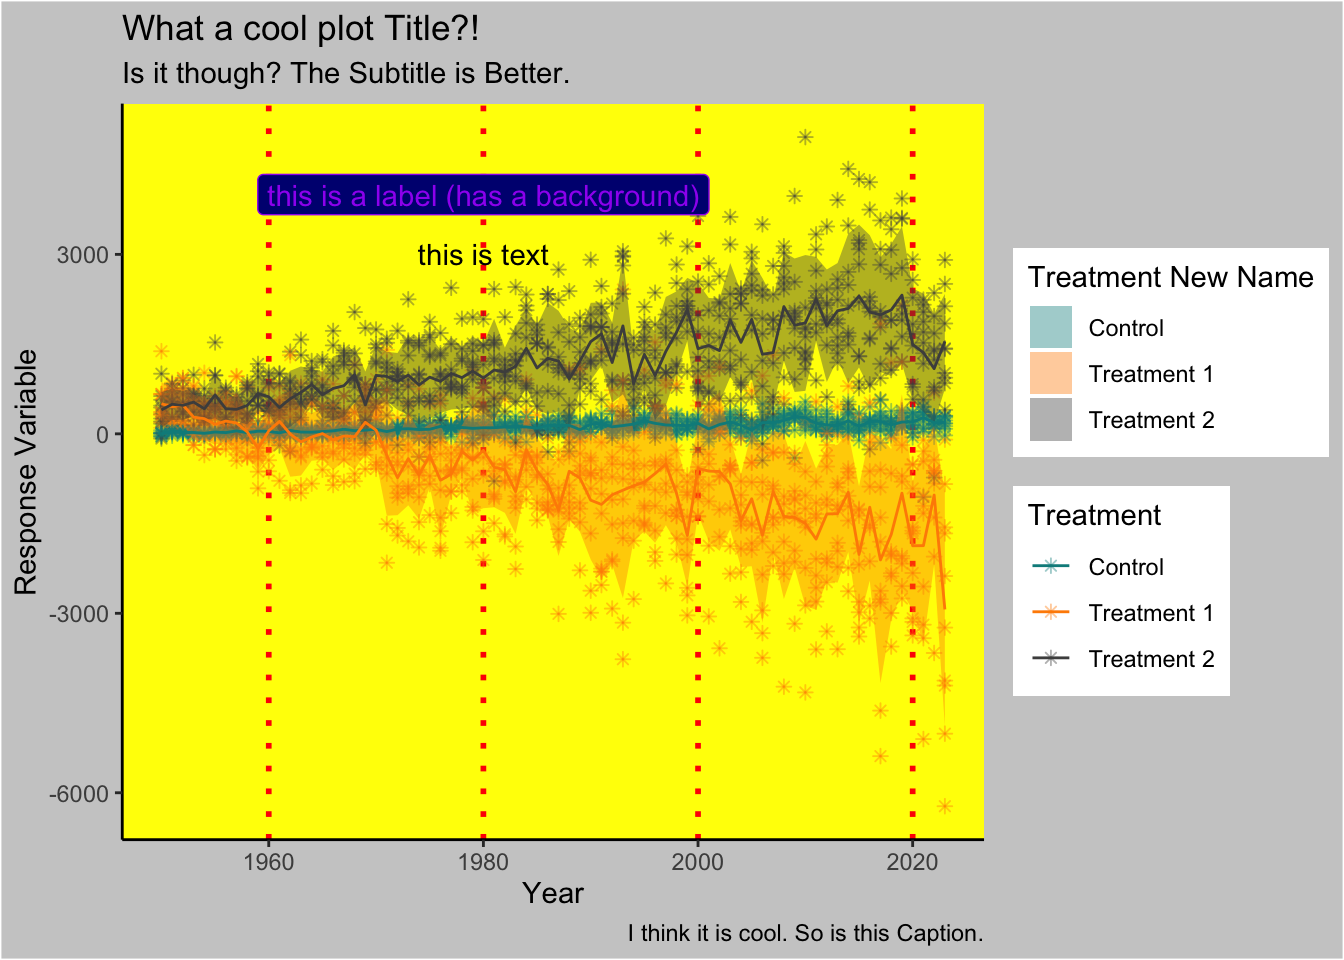 What a cool plot Title?!
Is it though? The Subtitle is Better.
this is a label (has a background)
this is text
Response Variable
3000
0
-3000
-6000
1960 1980 2000 2020
Year
I think it is cool. So is this Caption.
Treatment New Name
Control
Treatment 1
Treatment 2
Treatment
Control
Treatment 1
Treatment 2